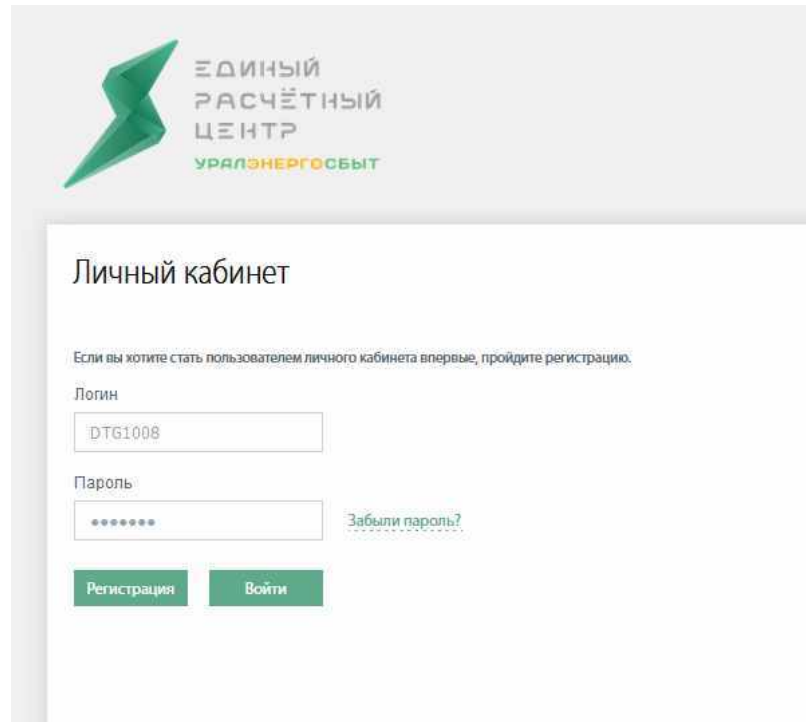 ЕДИНЫЙ
РАСЧЁТНЫЙ
ЦЕНТР
УРАЛЭНЕРГОСБЫТ
Личный кабинет
Если вы хотите стать пользователем личного кабинета впервые, пройдите регистрацию.
Логин
DTG1008
Пароль
•••••••
Забыли пароль?
Регистрация
Войти